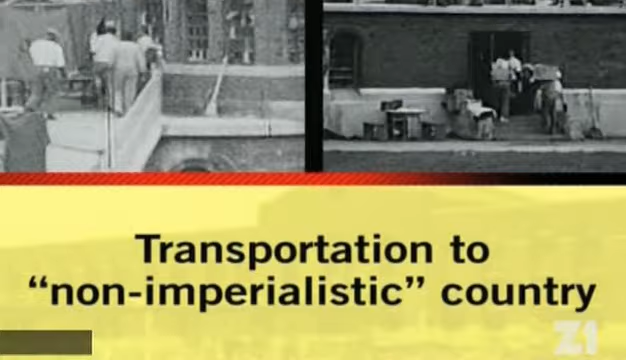 Transportation to
“non-imperialistic” country
Z1